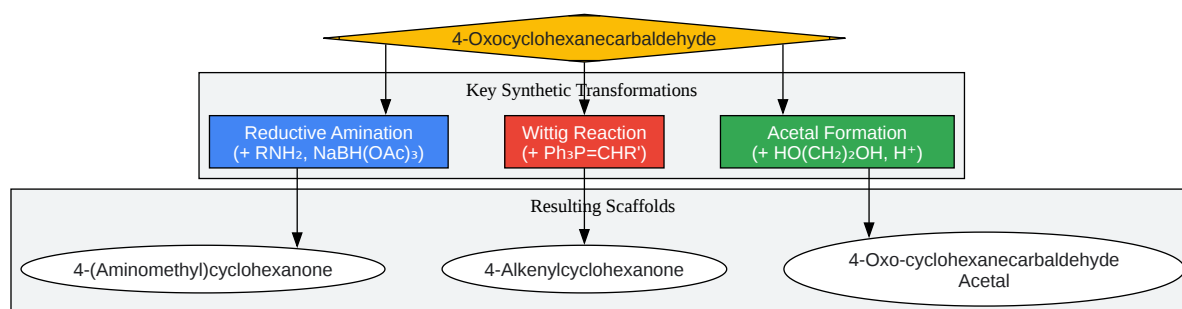 4-Oxocyclohexanecarbaldehyde
Key Synthetic Transformations
Reductive Amination
(+ RNH₂, NaBH(OAc)₃)
Wittig Reaction
(+ Ph₃P=CHR')
Acetal Formation
(+ HO(CH₂)₂OH, H⁺)
Resulting Scaffolds
4-(Aminomethyl)cyclohexanone
4-Alkenylcyclohexanone
4-Oxo-cyclohexanecarbaldehyde
Acetal